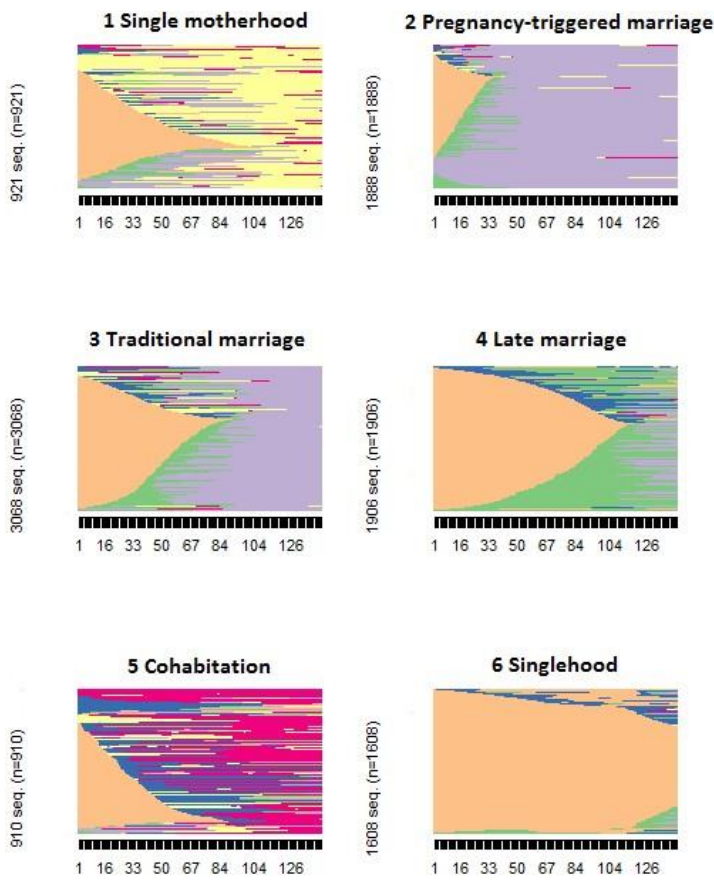 1 Single motherhood
921 seq. (n=921)
1 16 33 50 67 84 104 126
2 Pregnancy-triggered marriage
1888 seq. (n=1888)
1 16 33 50 67 84 104 126
3 Traditional marriage
3068 seq. (n=3068)
1 16 33 50 67 84 104 126
4 Late marriage
1906 seq. (n=1906)
1 16 33 50 67 84 104 126
5 Cohabitation
910 seq. (n=910)
1 16 33 50 67 84 104 126
6 Singlehood
1608 seq. (n=1608)
1 16 33 50 67 84 104 126